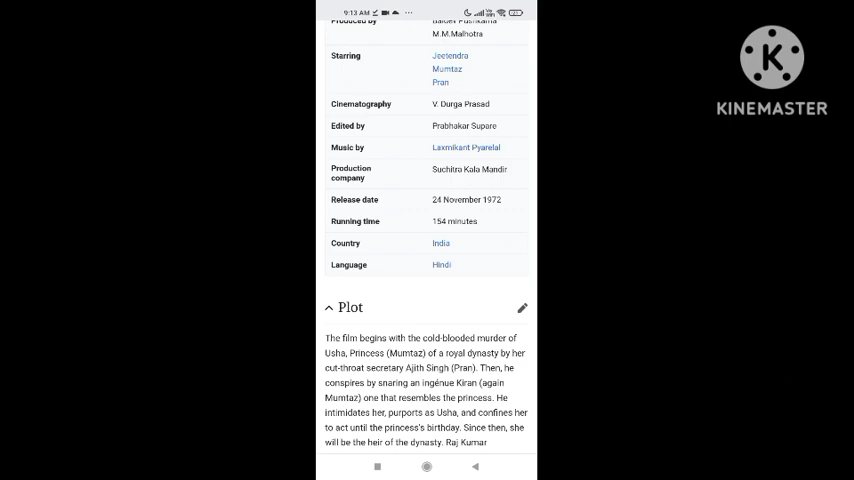 9:13 AM
Produced by Baldev Pushkarna
M.M.Malhotra
Starring Jeetendra
Mumtaz
Pran
Cinematography V. Durga Prasad
Edited by Prabhakar Supare
Music by Laxmikant Pyarelal
Production company Suchitra Kala Mandir
Release date 24 November 1972
Running time 154 minutes
Country India
Language Hindi
Plot
The film begins with the cold-blooded murder of
Usha, Princess (Mumtaz) of a royal dynasty by her
cut-throat secretary Ajith Singh (Pran). Then, he
conspires by snaring an ingénue Kiran (again
Mumtaz) one that resembles the princess. He
intimidates her, purports as Usha, and confines her
to act until the princess's birthday. Since then, she
will be the heir of the dynasty. Raj Kumar
K
KINEMASTER